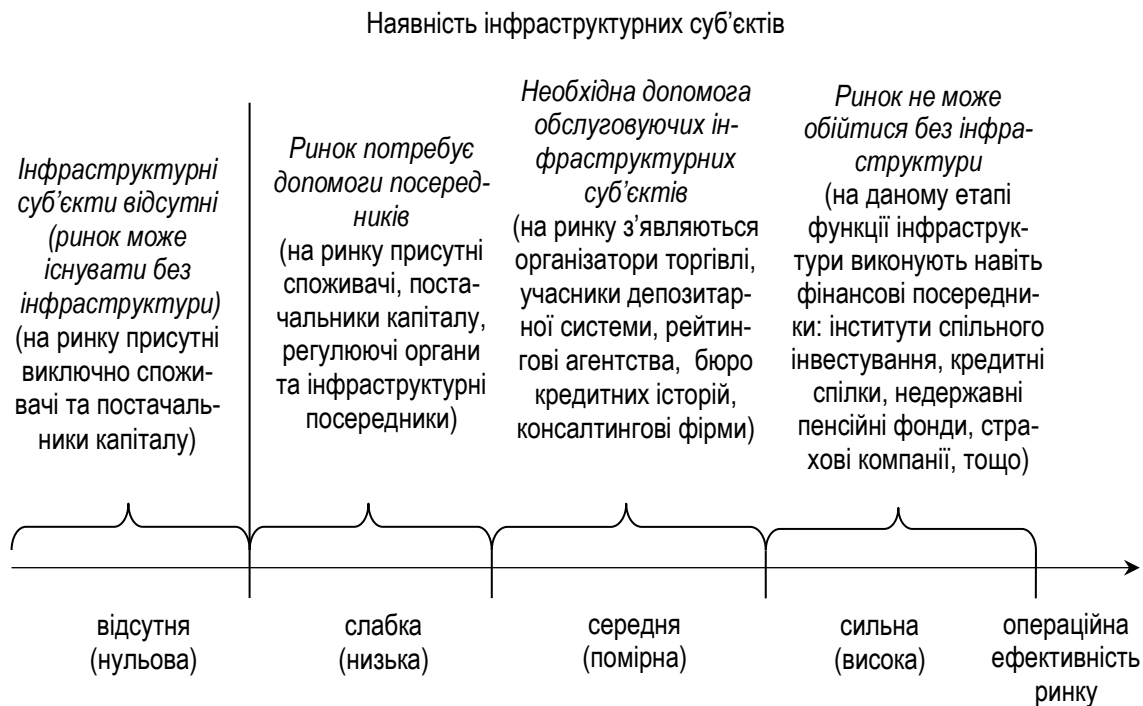 Наявність інфраструктурних суб’єктів
Інфраструктурні
суб’єкти відсутні
(ринок може
існувати без
інфраструктури)
(на ринку присутні
виключно спожи-
вачі та постачаль-
ники капіталу)
Ринок потребує
допомоги посеред-
ників
(на ринку присутні
споживачі, поста-
чальники капіталу,
регулюючі органи
та інфраструктурні
посередники)
Необхідна допомога
обслуговуючих ін-
фраструктурних
суб’єктів
(на ринку з’являються
організатори торгівлі,
учасники депозитар-
ної системи, рейтин-
гові агентства, бюро
кредитних історій,
консалтингові фірми)
Ринок не може
обійтися без інфра-
структури
(на даному етапі
функції інфраструк-
тури виконують навіть
фінансові посередни-
ки: інститути спільного
інвестування, кредитні
спілки, недержавні
пенсійні фонди, стра-
хові компанії, тощо)
відсутня
(нульова)
слабка
(низька)
середня
(помірна)
сильна
(висока)
операційна
ефективність
ринку